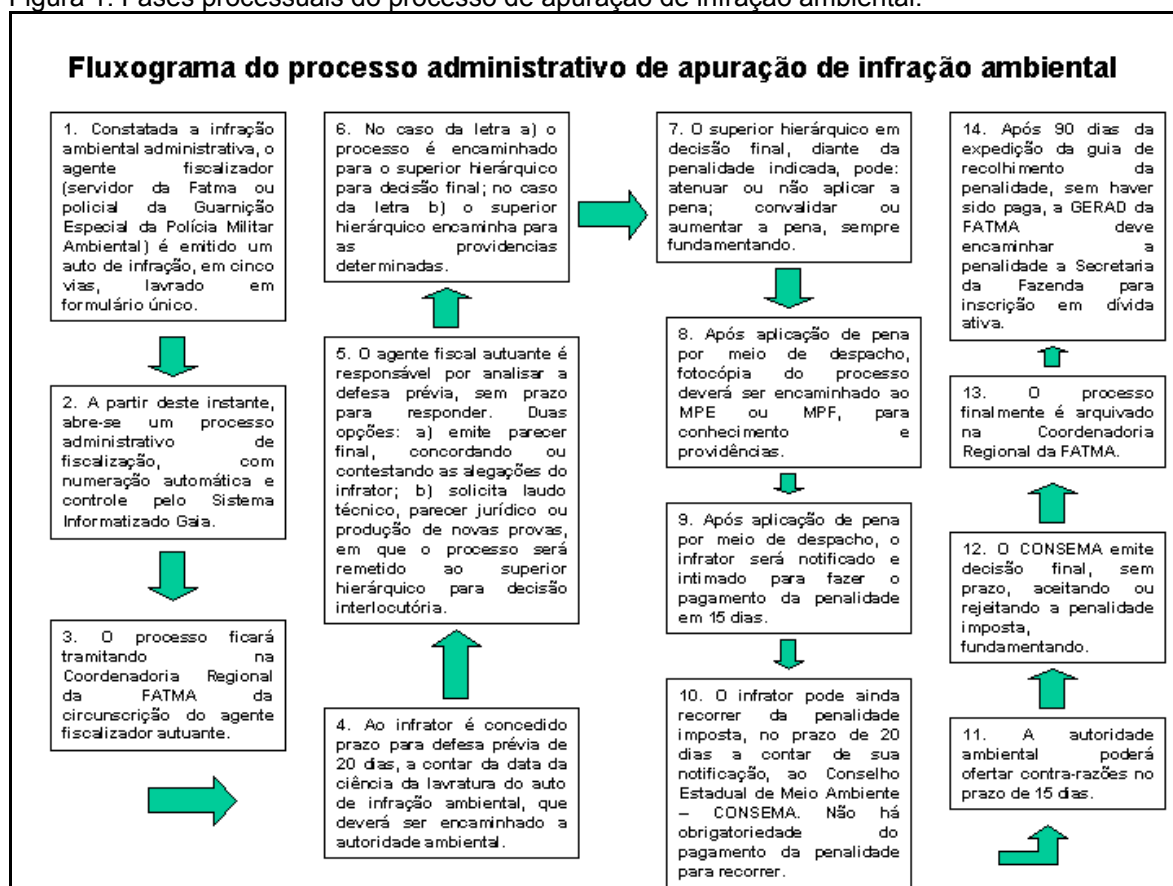 Figura 1: Fases processuais do processo de apuração de infração ambiental.
Fluxograma do processo administrativo de apuração de infração ambiental
1. Constatada a infração
ambiental administrativa, o
agente fiscalizador
(servidor da Fatma ou
policial da Guarnição
Especial da Polícia Militar
Ambiental) é emitido um
auto de infração, em cinco
vias, lavrado em
formulário único.
2. A partir deste instante,
abre-se um processo
administrativo de
fiscalização, com
numeração automática e
controle pelo Sistema
Informatizado Gaia.
3. O processo ficará
tramitando na
Coordenadoria Regional
da FATMA da
circunscrição do agente
fiscalizador autuante.
4. Ao infrator é concedido
prazo para defesa prévia de
20 dias, a contar da data da
ciência da lavratura do auto
de infração ambiental, que
deverá ser encaminhado a
autoridade ambiental.
5. O agente fiscal autuante é
responsável por analisar a
defesa prévia, sem prazo
para responder. Duas
opções: a) emite parecer
final, concordando ou
contestando as alegações do
infrator; b) solicita laudo
técnico, parecer jurídico ou
produção de novas provas,
em que o processo será
remetido ao superior
hierárquico para decisão
interlocutória.
6. No caso da letra a) o
processo é encaminhado
para o superior hierárquico
para decisão final; no caso
da letra b) o superior
hierárquico encaminha para
as providencias
determinadas.
7. O superior hierárquico em
decisão final, diante da
penalidade indicada, pode:
atenuar ou não aplicar a
pena; convalidar ou
aumentar a pena, sempre
fundamentando.
8. Após aplicação de pena
por meio de despacho,
fotocópia do processo
deverá ser encaminhado ao
MPE ou MPF, para
conhecimento e
providências.
9. Após aplicação de pena
por meio de despacho, o
infrator será notificado e
intimado para fazer o
pagamento da penalidade
em 15 dias.
10. O infrator pode ainda
recorrer da penalidade
imposta, no prazo de 20
dias a contar de sua
notificação, ao Conselho
Estadual de Meio Ambiente
– CONSEMA. Não há
obrigatoriedade do
pagamento da penalidade
para recorrer.
11. A autoridade
ambiental poderá
ofertar contra-razões no
prazo de 15 dias.
12. O CONSEMA emite
decisão final, sem
prazo, aceitando ou
rejeitando a penalidade
imposta,
fundamentando.
13. O processo
finalmente é arquivado
na Coordenadoria
Regional da FATMA.
14. Após 90 dias da
expedição da guia de
recolhimento da
penalidade, sem haver
sido paga, a GERAD da
FATMA deve
encaminhar a
penalidade a Secretaria
da Fazenda para
inscrição em dívida
ativa.